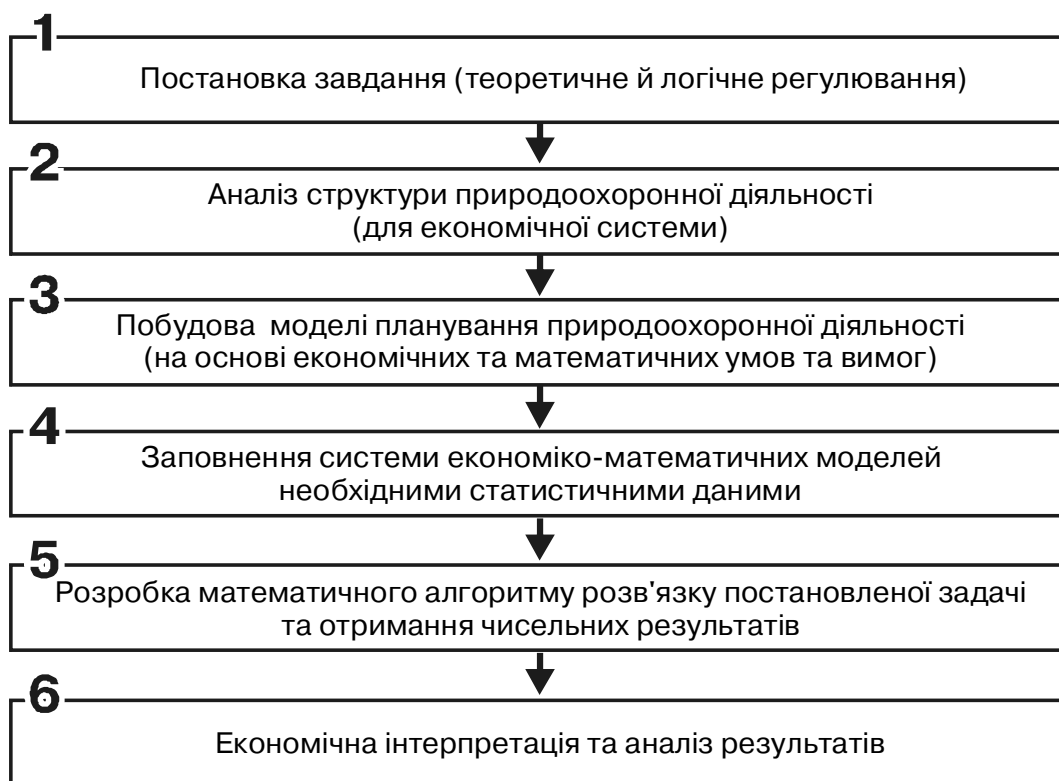 1
Постановка завдання (теоретичне й логічне регулювання)
2
Аналіз структури природоохоронної діяльності
(для економічної системи)
3
Побудова моделі планування природоохоронної діяльності
(на основі економічних та математичних умов та вимог)
4
Заповнення системи економіко-математичних моделей
необхідними статистичними даними
5
Розробка математичного алгоритму розв'язку постановленої задачі
та отримання чисельних результатів
6
Економічна інтерпретація та аналіз результатів